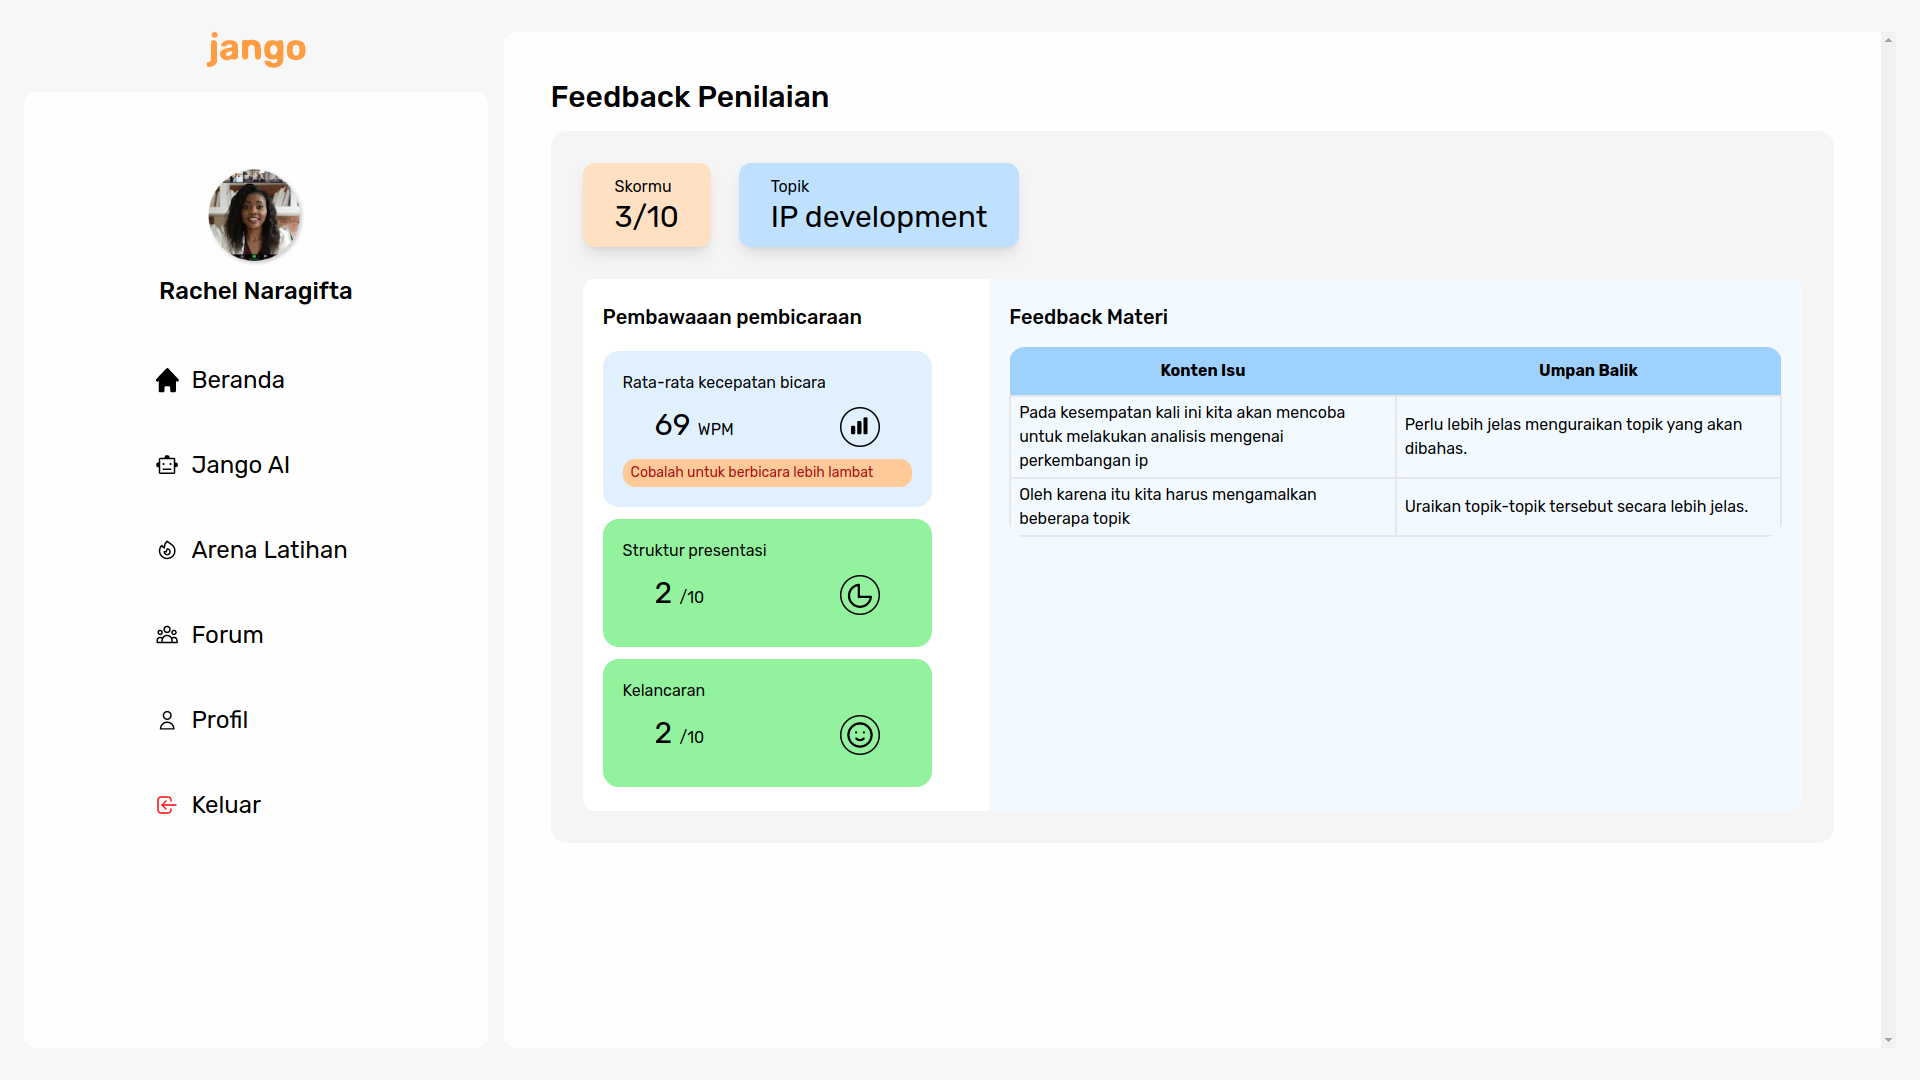 jango
Rachel Naragifta
Beranda
Jango AI
Arena Latihan
Forum
Profil
Keluar
Feedback Penilaian
Skormu
3/10
Topik
IP development
Pembawaaan pembicaraan
Rata-rata kecepatan bicara
69 WPM
Cobalah untuk berbicara lebih lambat
Struktur presentasi
2 /10
Kelancaran
2 /10
Feedback Materi
Konten Isu
Umpan Balik
Pada kesempatan kali ini kita akan mencoba
untuk melakukan analisis mengenai
perkembangan ip
Perlu lebih jelas menguraikan topik yang akan
dibahas.
Oleh karena itu kita harus mengamalkan
beberapa topik
Uraikan topik-topik tersebut secara lebih jelas.